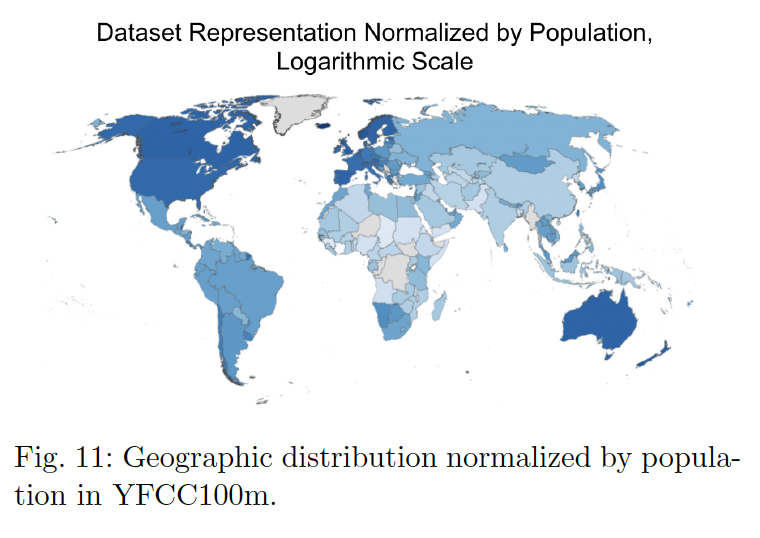 Dataset Representation Normalized by Population,
Logarithmic Scale
Fig. 11: Geographic distribution normalized by popula-
tion in YFCC100m.